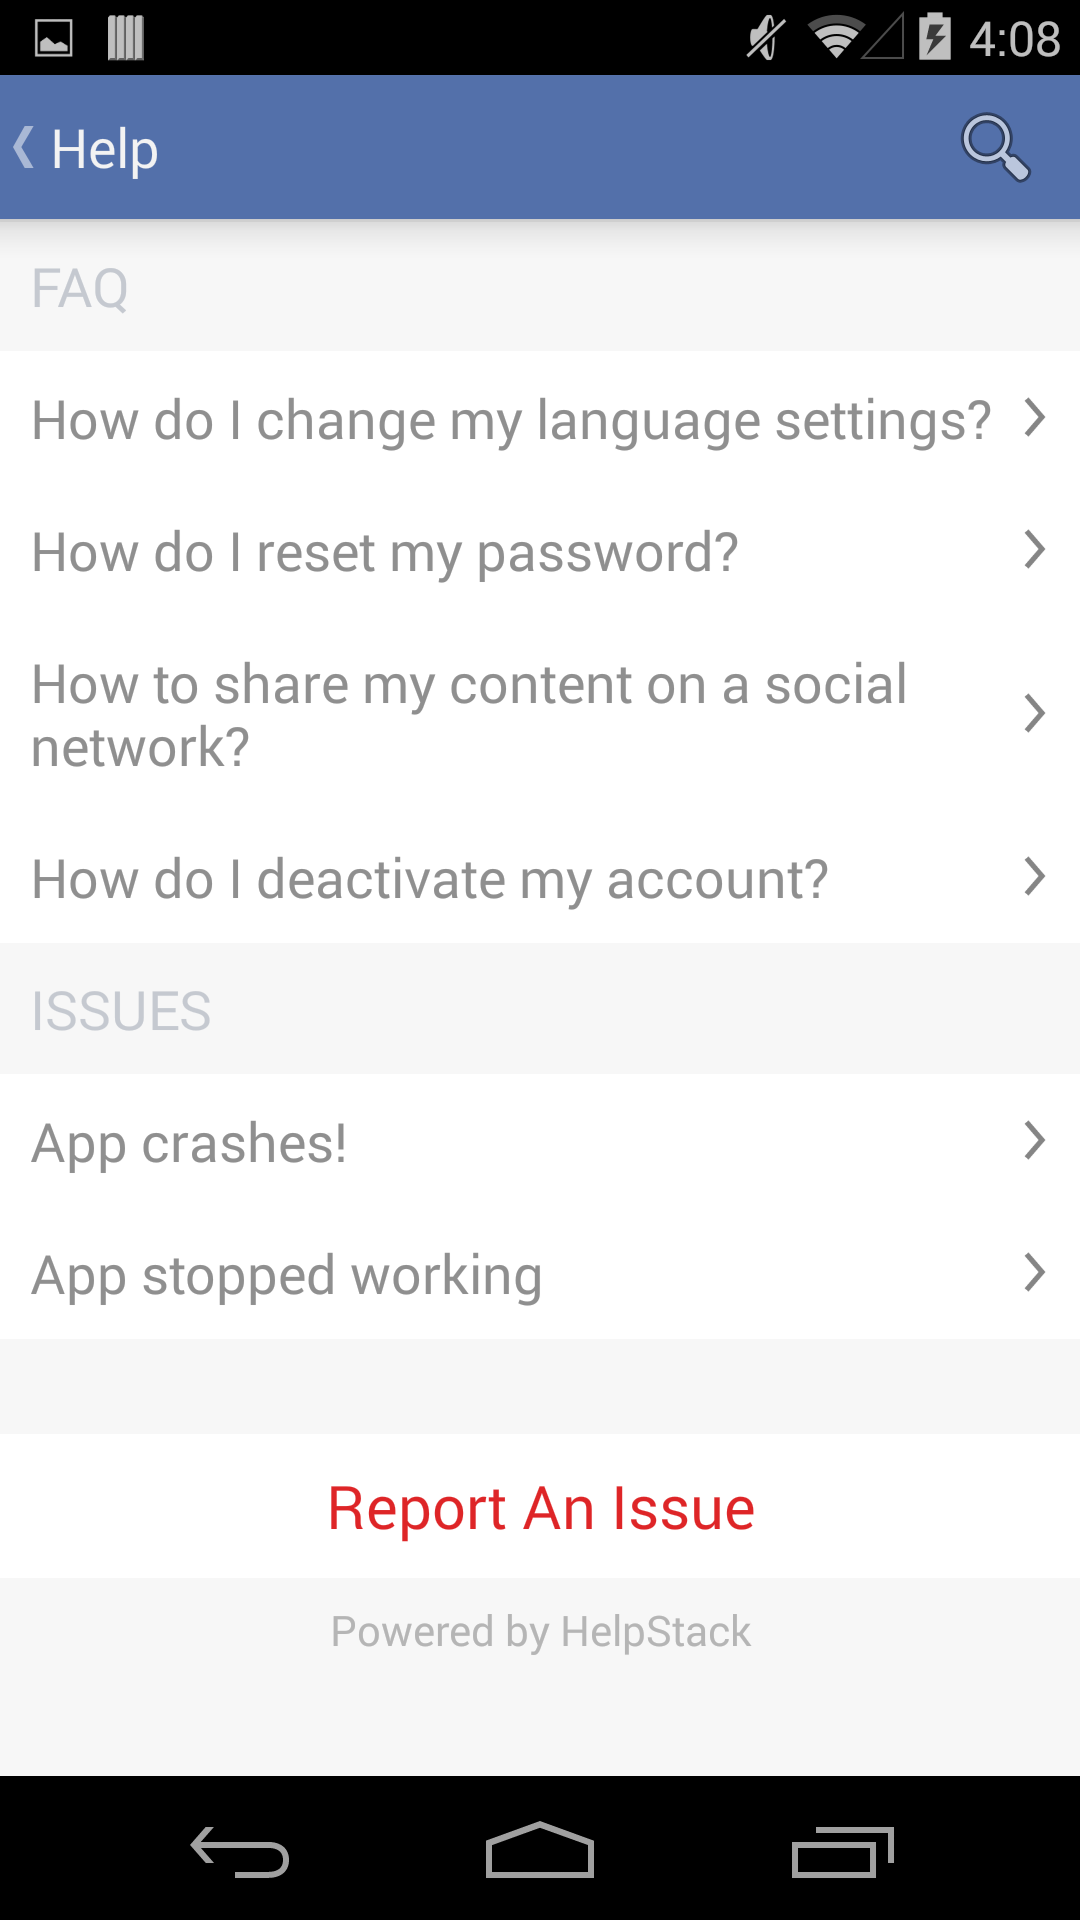 4:08
Help
FAQ
How do I change my language settings?
How do I reset my password?
How to share my content on a social
network?
How do I deactivate my account?
ISSUES
App crashes!
App stopped working
Report An Issue
Powered by HelpStack